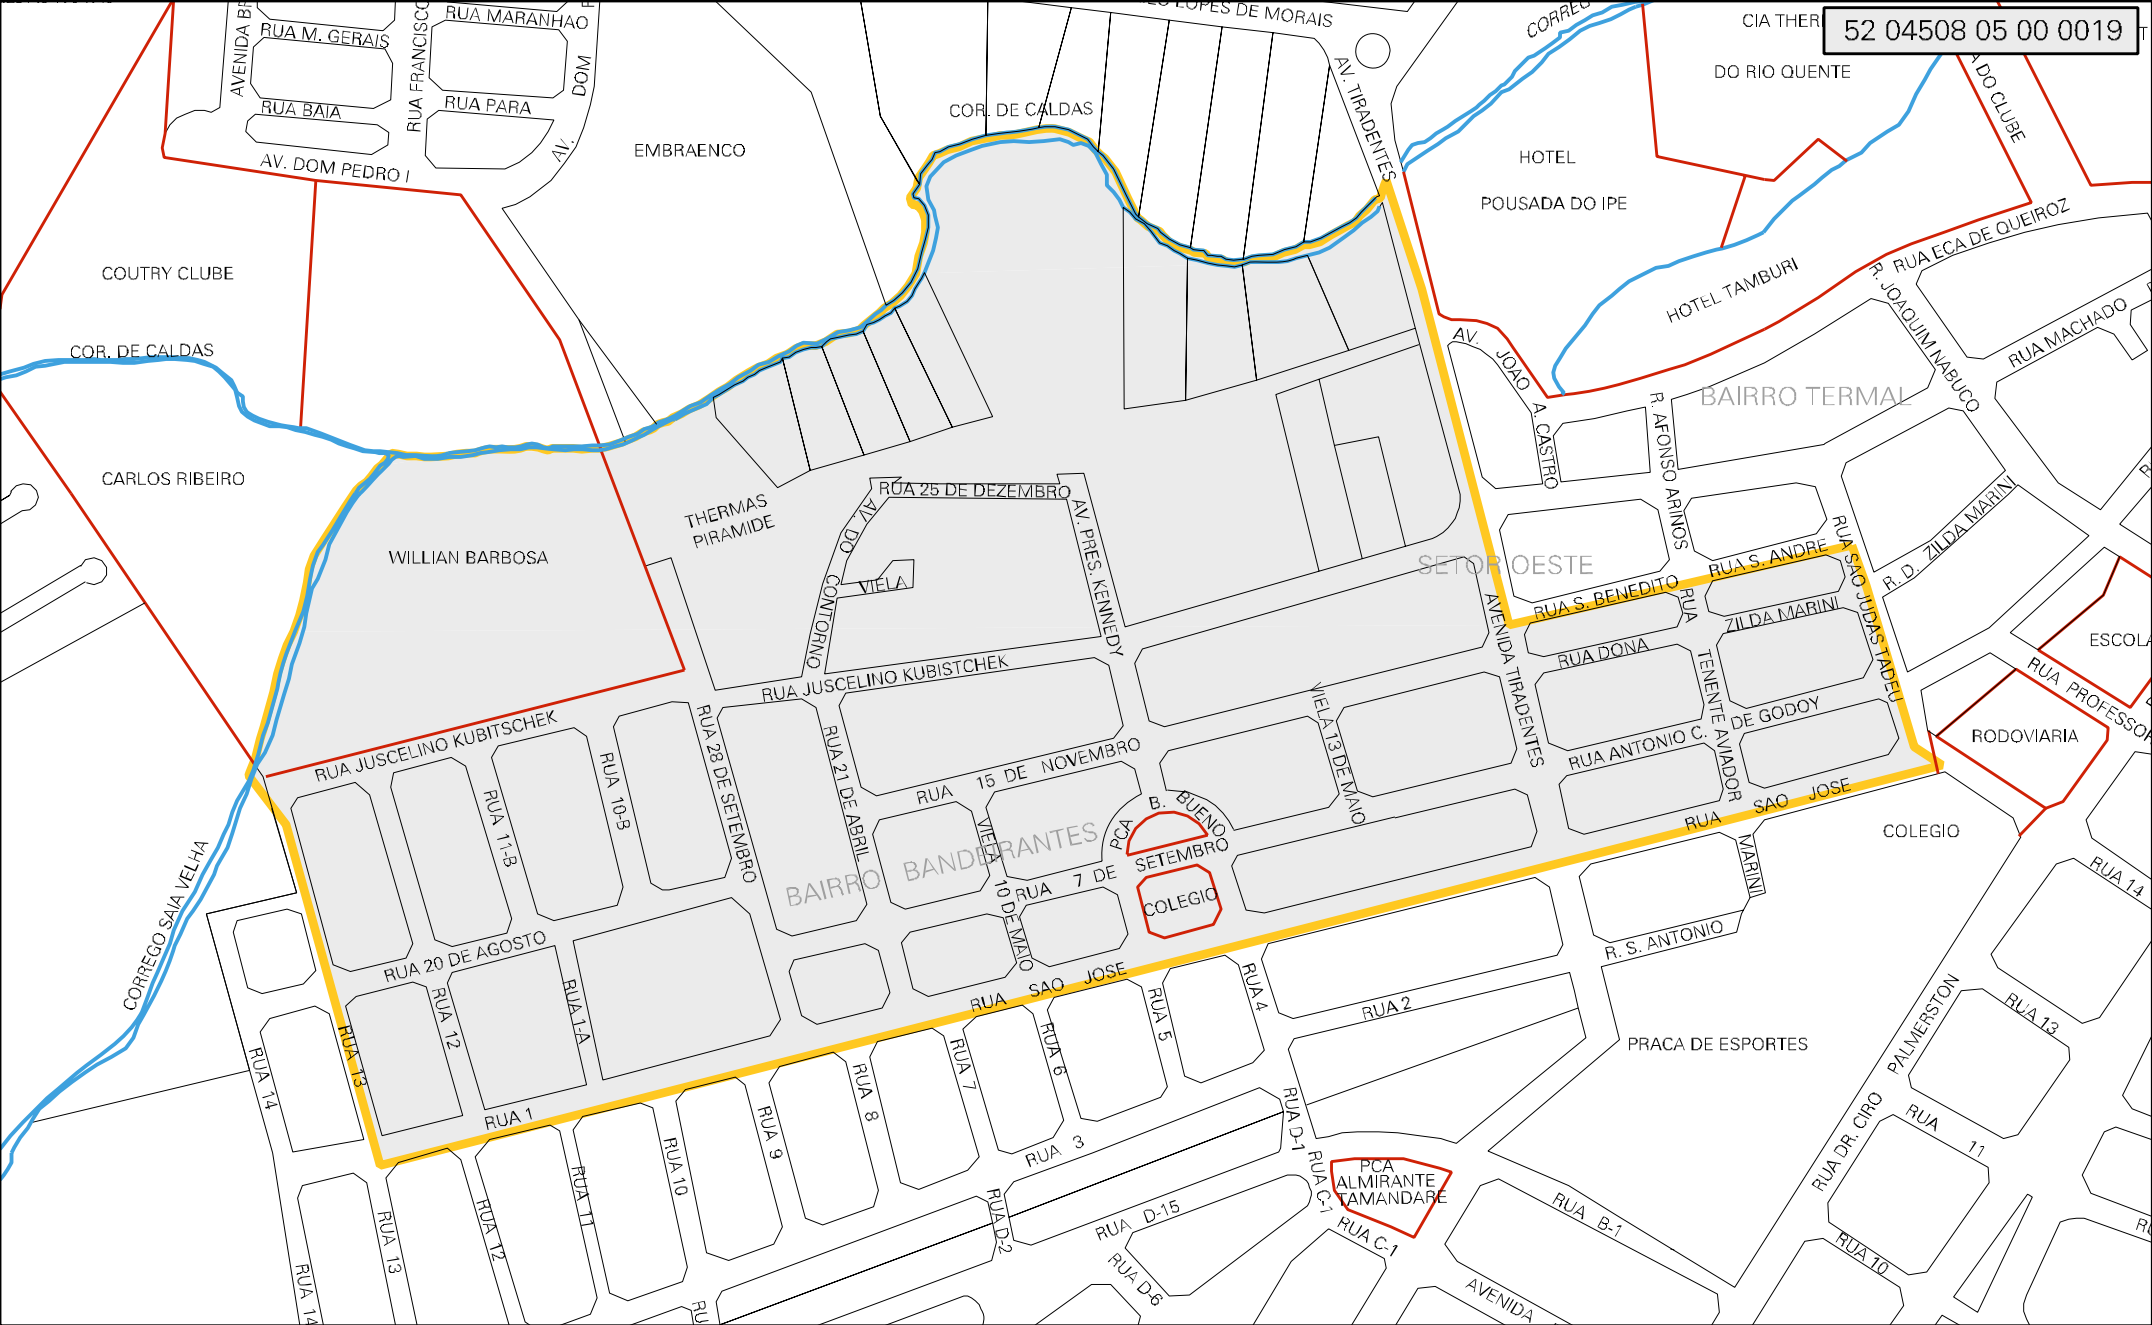 RUA MARANHAO
LOPES DE MORAIS
CORREG
CIA THER
52 04508 05 00 0019
RUA M. GERAIS
AVENIDA BR
RUA FRANCISCO
DOM
AV. TIRADENTES
DO RIO QUENTE
A DO CLUBE
RUA BAIA
RUA PARA
COR. DE CALDAS
EMBRAENCO
AV.
AV. DOM PEDRO I
HOTEL
POUSADA DO IPE
RUA ECA DE QUEIROZ
COUTRY CLUBE
HOTEL TAMBURI
R. JOAQUIM NABUCO
RUA MACHADO
COR. DE CALDAS
AV. JOAO A. CASTRO
R. AFONSO ARINOS
BAIRRO TERMAL
CARLOS RIBEIRO
THERMAS
PIRAMIDE
RUA 25 DE DEZEMBRO
AV. DO CONTORNO
AV. PRES. KENNEDY
R. D. ZILDA MARINI
WILLIAN BARBOSA
VIELA
SETOR OESTE
RUA S. BENEDITO
RUA S. ANDRE
RUA SAO JUDAS TADEU
AVENIDA TIRADENTES
RUA TENENTE AVIADOR
RUA DONA ZILDA MARINI
ESCOLA
RUA PROFESSOR
RUA JUSCELINO KUBISTCHEK
RUA JUSCELINO KUBITSCHEK
RUA 28 DE SETEMBRO
RUA 21 DE ABRIL
VIELA 13 DE MAIO
RUA ANTONIO C. DE GODOY
RODOVIARIA
RUA 15 DE NOVEMBRO
RUA 11-B
RUA 10-B
VIELA 10 DE MAIO
PCA B. BUENO
RUA SAO JOSE
COLEGIO
BAIRRO BANDEIRANTES
RUA 7 DE SETEMBRO
COLEGIO
MARINI
CORREGO SAIA VELHA
RUA 20 DE AGOSTO
RUA 12
RUA 1-A
RUA SAO JOSE
R. S. ANTONIO
RUA 14
RUA 13
RUA 14
RUA 13
RUA 1
RUA 4
RUA 5
RUA 6
RUA 7
RUA 8
RUA 9
RUA 10
RUA 11
RUA 12
RUA 13
RUA 14
RUA 2
PRACA DE ESPORTES
RUA DR. CIRO PALMERSTON
RUA 11
RUA 3
RUA D-1
RUA C-1
PCA
ALMIRANTE
TAMANDARE
RUA D-2
RUA D-15
RUA C-1
RUA B-1
RUA 10
RUA D-6
AVENIDA
RU